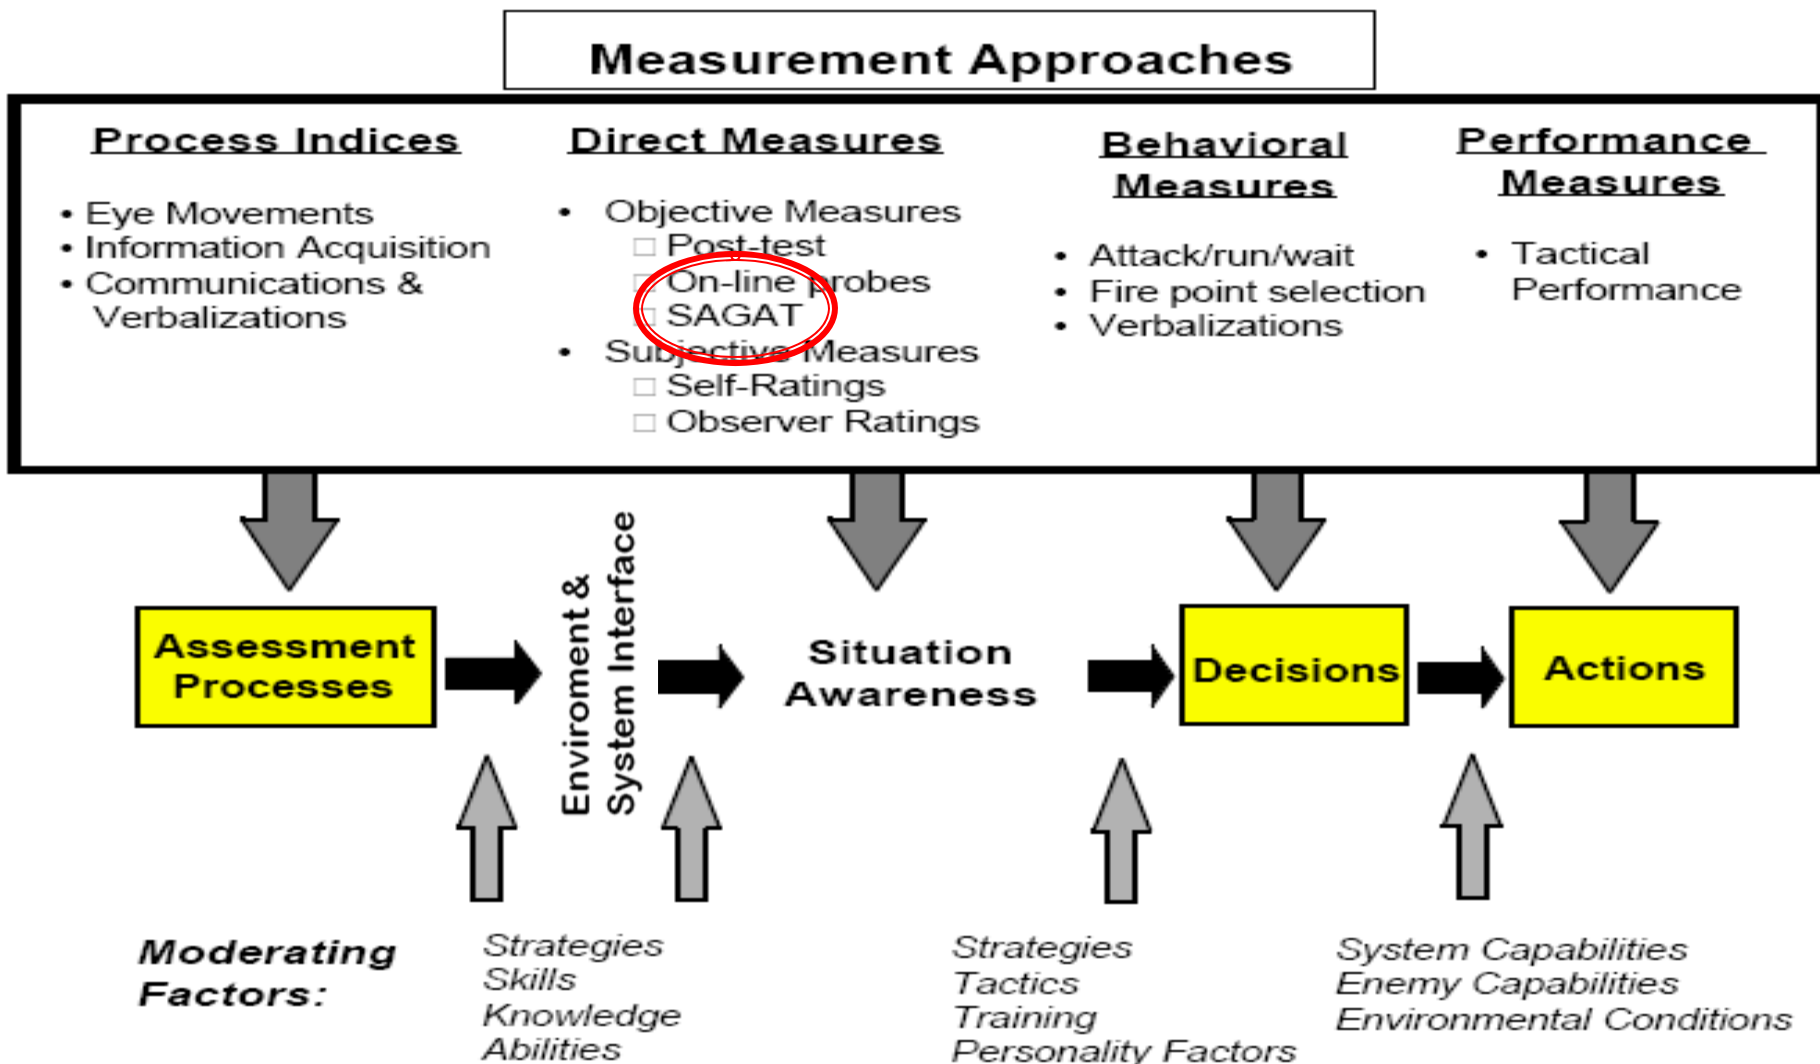 Measurement Approaches
Process Indices
• Eye Movements
• Information Acquisition
• Communications &
Verbalizations
Direct Measures
• Objective Measures
□ Post-test
□ On-line probes
□ SAGAT
• Subjective Measures
□ Self-Ratings
□ Observer Ratings
Behavioral
Measures
• Attack/run/wait
• Fire point selection
• Verbalizations
Performance
Measures
• Tactical
Performance
Assessment
Processes
Enviroment &
System Interface
Situation
Awareness
Decisions
Actions
Moderating
Factors:
Strategies
Skills
Knowledge
Abilities
Strategies
Tactics
Training
Personality Factors
System Capabilities
Enemy Capabilities
Environmental Conditions